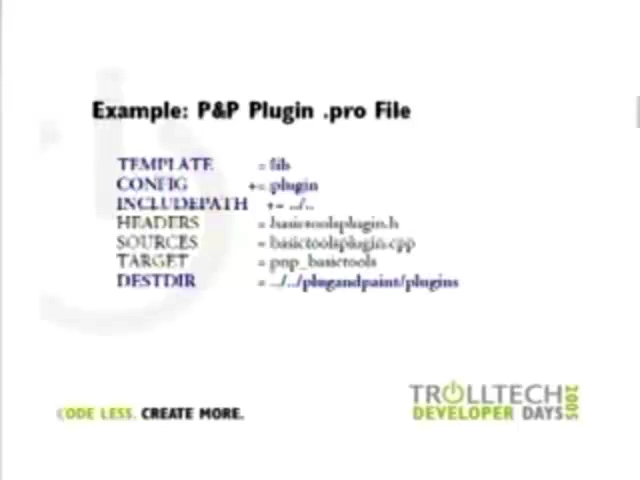 Example: P&P Plugin .pro File
TEMPLATE = lib
CONFIG += plugin
INCLUDEPATH += ../..
HEADERS = basictoolsplugin.h
SOURCES = basictoolsplugin.cpp
TARGET = pnp_basictools
DESTDIR = ../../plugandpaint/plugins
CODE LESS. CREATE MORE.
TROLLTECH
DEVELOPER DAYS 2005